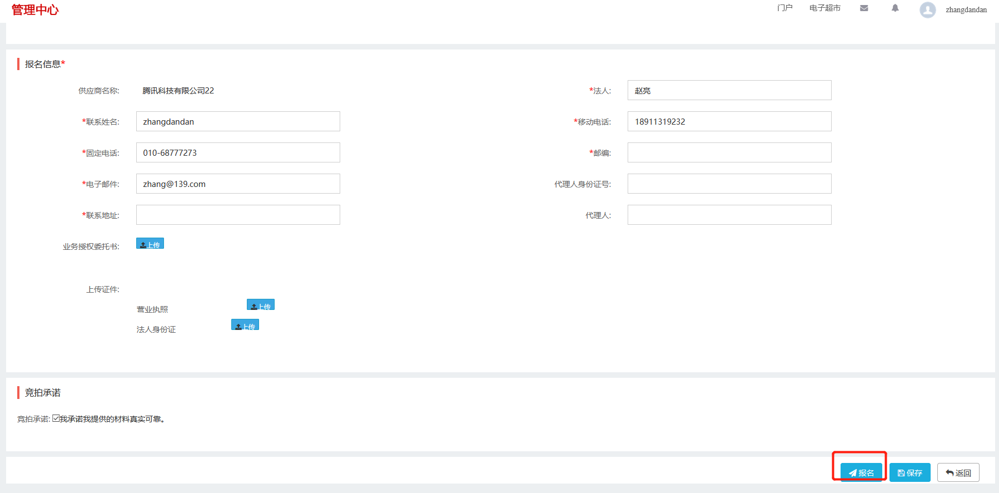 管理中心
门户 电子超市 zhangdandan
报名信息*
供应商名称: 腾讯科技有限公司22 *法人: 赵亮
*联系姓名: zhangdandan *移动电话: 18911319232
*固定电话: 010-68777273 *邮编:
*电子邮件: zhang@139.com 代理人身份证号:
*联系地址: 代理人:
业务授权委托书: 上传
上传证件:
营业执照 上传
法人身份证 上传
竞拍承诺
竞拍承诺: 我承诺我提供的材料真实可靠。
报名 保存 返回